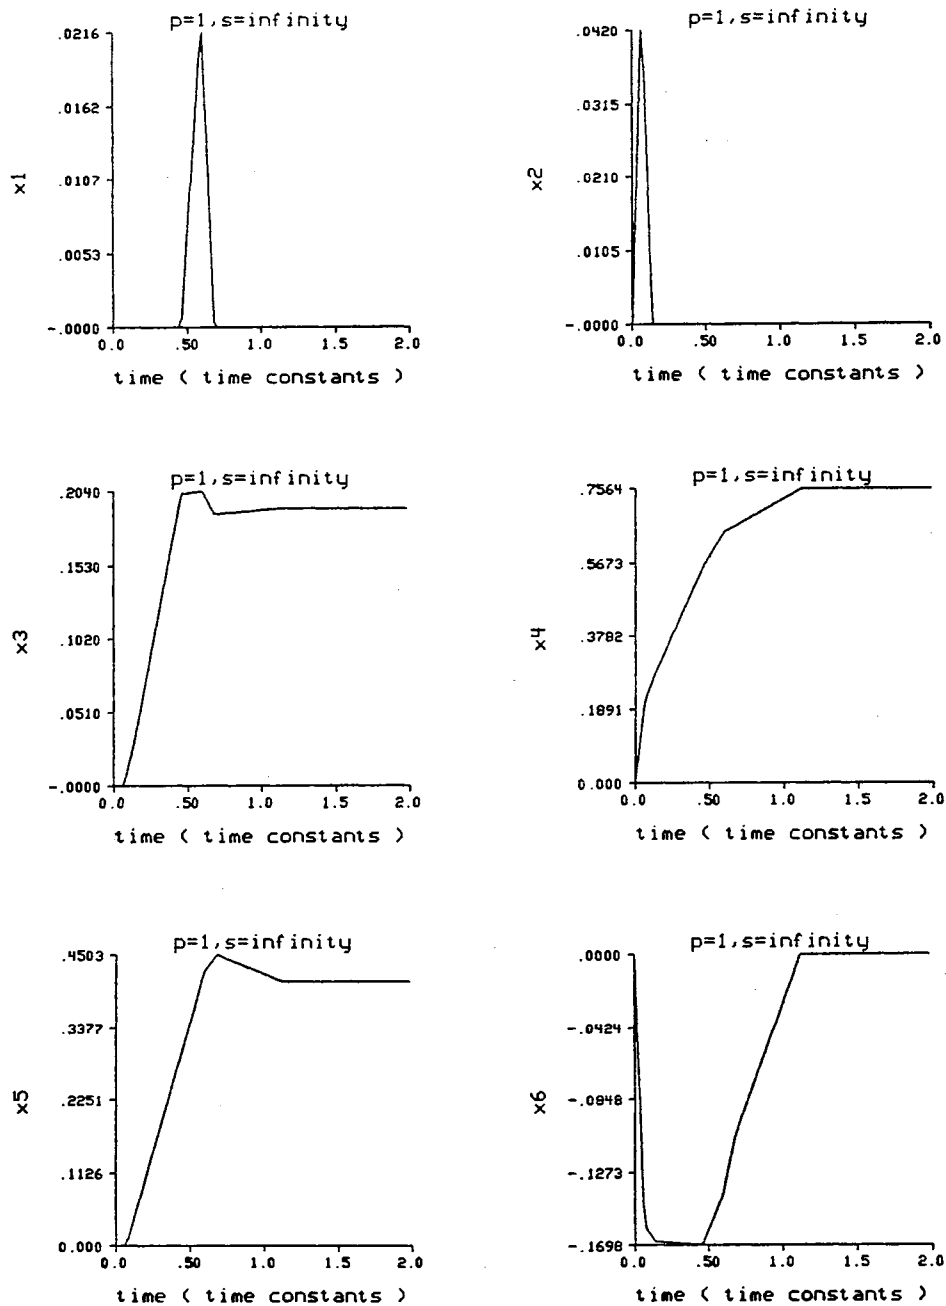 p=1,s=infinity
.0216
.0162
.0107
.0053
-.0000
x1
0.0 .50 1.0 1.5 2.0
time ( time constants )
p=1,s=infinity
.0420
.0315
.0210
.0105
-.0000
x2
0.0 .50 1.0 1.5 2.0
time ( time constants )
p=1,s=infinity
.2040
.1530
.1020
.0510
-.0000
x3
0.0 .50 1.0 1.5 2.0
time ( time constants )
p=1,s=infinity
.7564
.5673
.3782
.1891
0.000
x4
0.0 .50 1.0 1.5 2.0
time ( time constants )
p=1,s=infinity
.4503
.3377
.2251
.1126
0.000
x5
0.0 .50 1.0 1.5 2.0
time ( time constants )
p=1,s=infinity
.0000
-.0424
-.0848
-.1273
-.1698
x6
0.0 .50 1.0 1.5 2.0
time ( time constants )